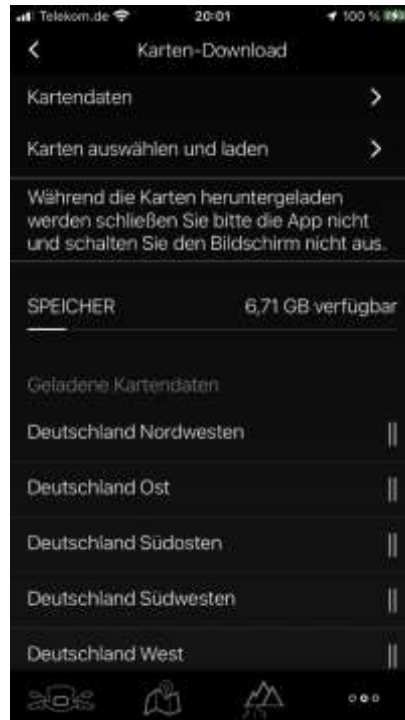 Telekom.de 20:01 100 %
Karten-Download
Kartendaten
Karten auswählen und laden
Während die Karten heruntergeladen
werden schließen Sie bitte die App nicht
und schalten Sie den Bildschirm nicht aus.
SPEICHER 6,71 GB verfügbar
Geladene Kartendaten
Deutschland Nordwesten
Deutschland Ost
Deutschland Südosten
Deutschland Südwesten
Deutschland West